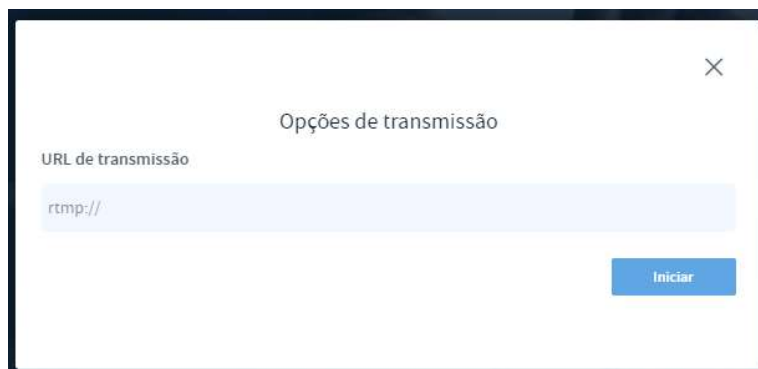 Opções de transmissão
URL de transmissão
rtmp://
Iniciar